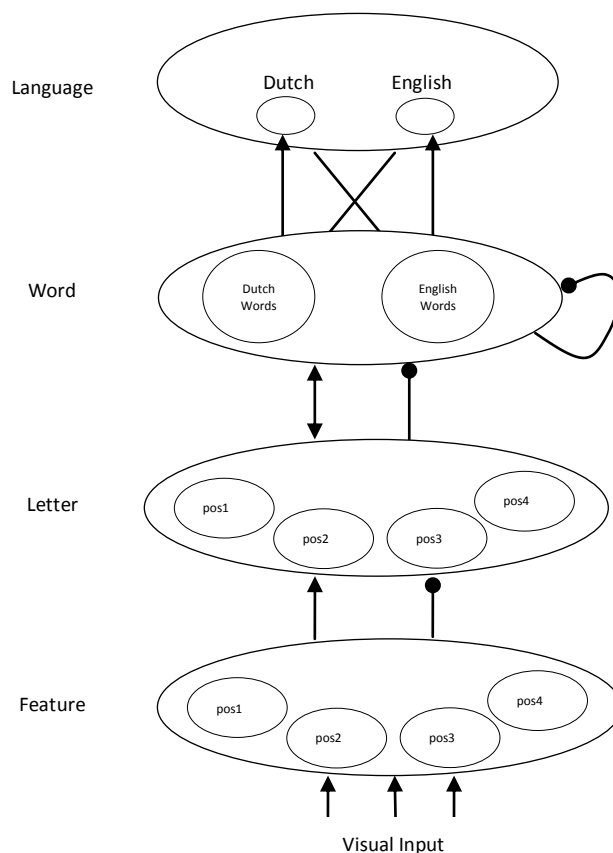 Dutch English
Language
Word
Dutch
Words
English
Words
Letter
pos1
pos2
pos3
pos4
Feature
pos1
pos2
pos3
pos4
Visual Input